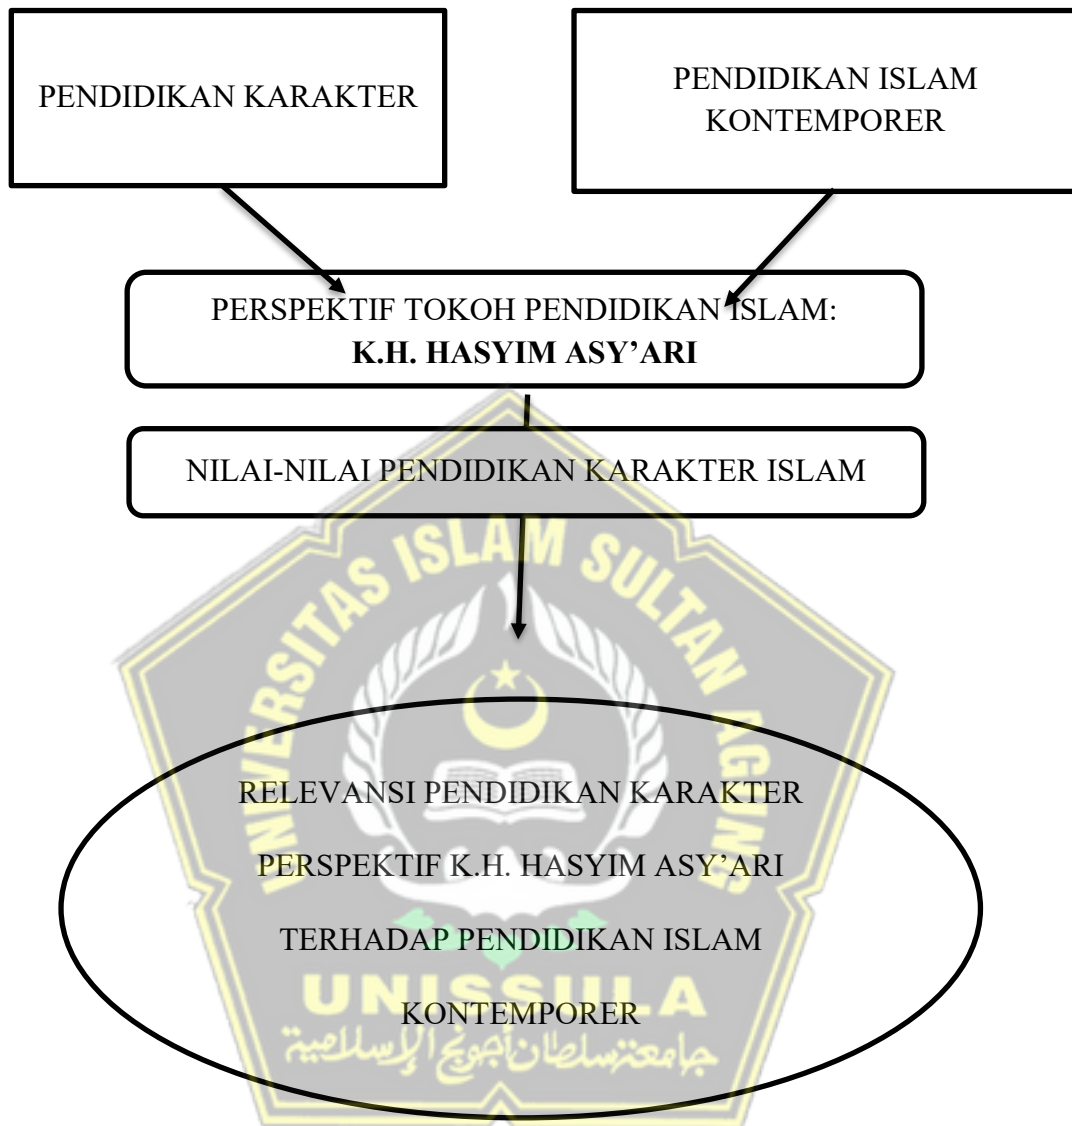 PENDIDIKAN KARAKTER
PENDIDIKAN ISLAM
KONTEMPORER
PERSPEKTIF TOKOH PENDIDIKAN ISLAM:
K.H. HASYIM ASY’ARI
NILAI-NILAI PENDIDIKAN KARAKTER ISLAM
UNIVERSITAS ISLAM SULTAN AGUNG
RELEVANSI PENDIDIKAN KARAKTER
PERSPEKTIF K.H. HASYIM ASY’ARI
TERHADAP PENDIDIKAN ISLAM
KONTEMPORER
UNISSULA
جامعة سلطان أجونج الإسلامية